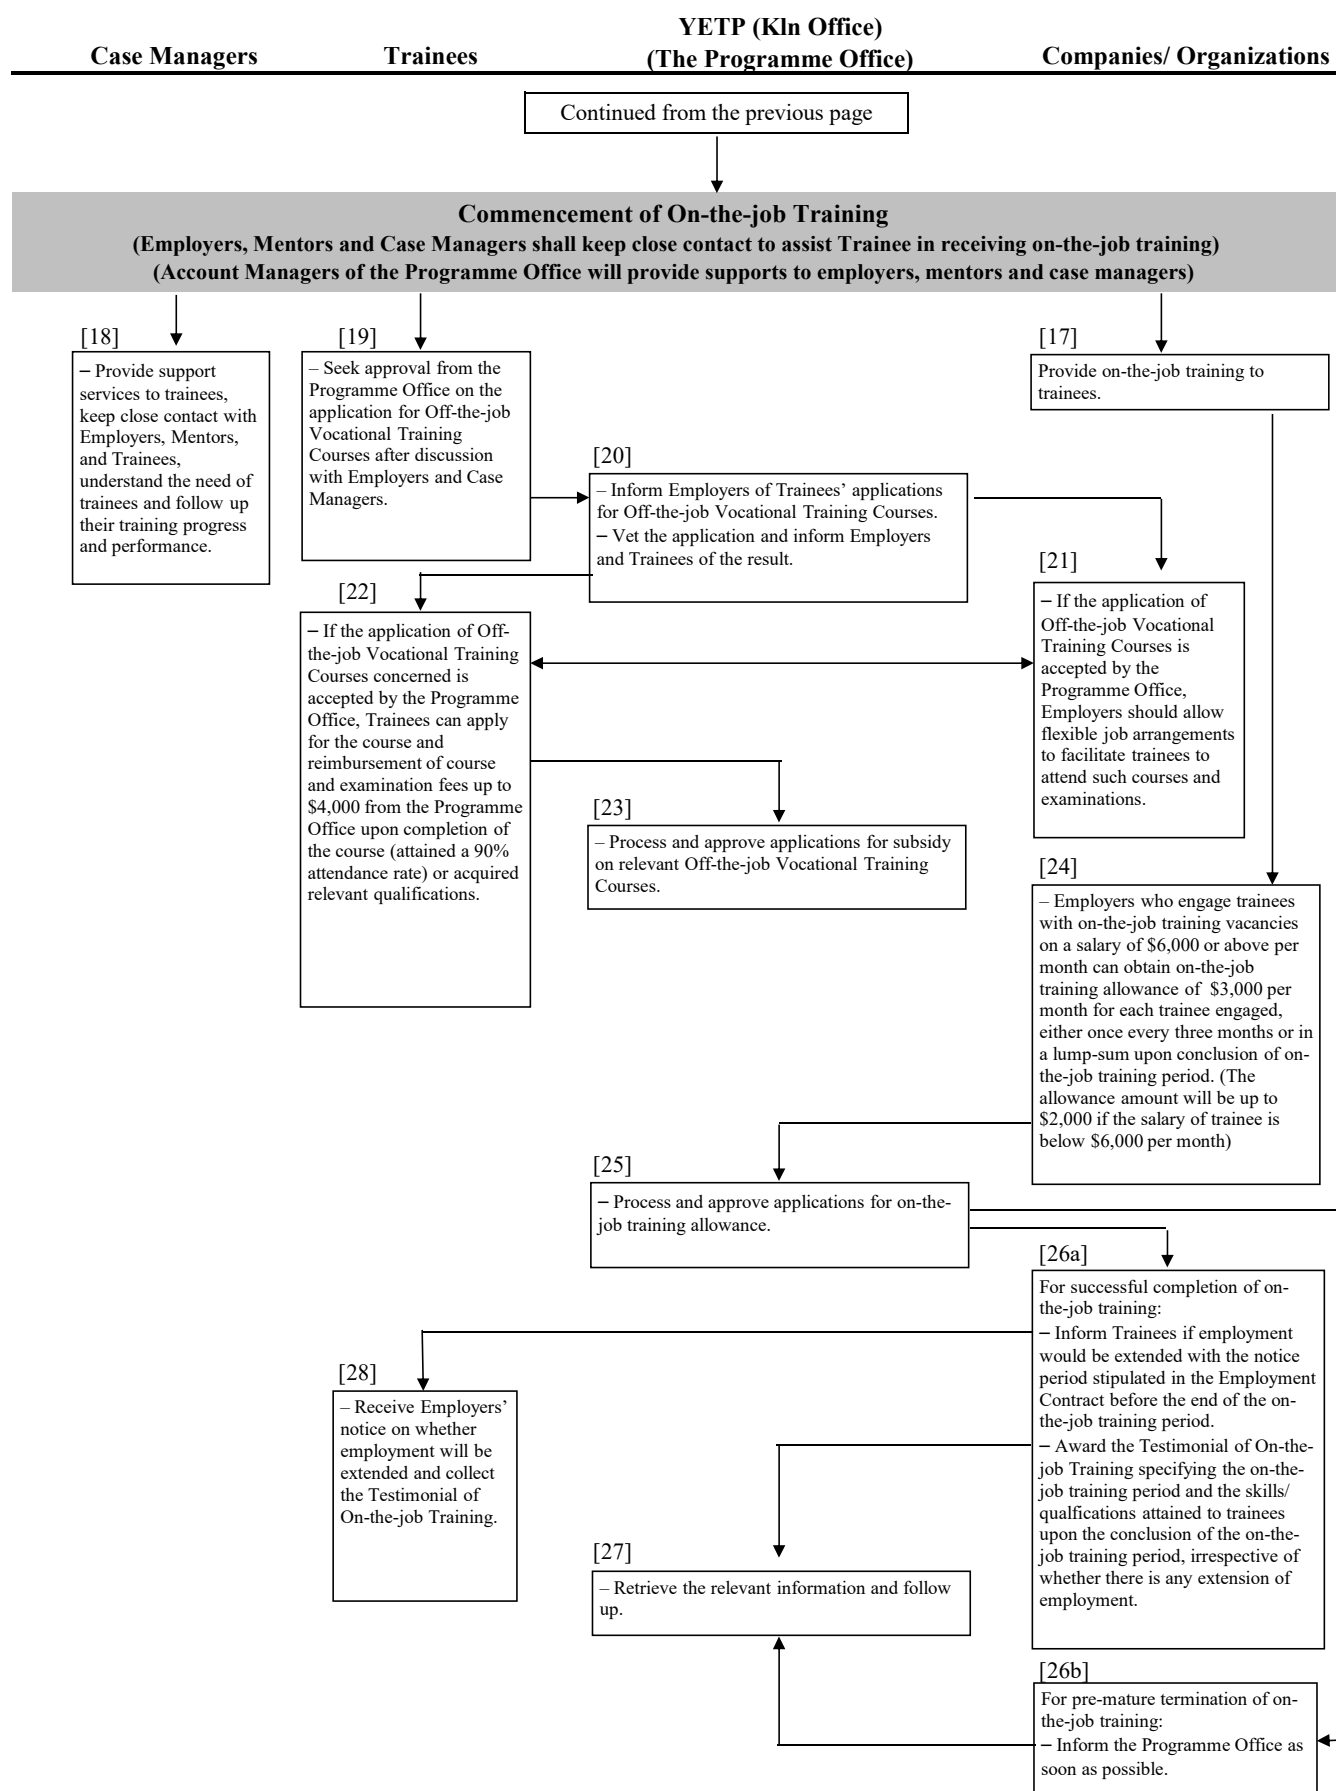 YETP (Kln Office)
Case Managers
Trainees
(The Programme Office)
Companies/ Organizations
Continued from the previous page
Commencement of On-the-job Training
(Employers, Mentors and Case Managers shall keep close contact to assist Trainee in receiving on-the-job training)
(Account Managers of the Programme Office will provide supports to employers, mentors and case managers)
[18]
– Provide support
services to trainees,
keep close contact with
Employers, Mentors,
and Trainees,
understand the need of
trainees and follow up
their training progress
and performance.
[19]
– Seek approval from the
Programme Office on the
application for Off-the-job
Vocational Training
Courses after discussion
with Employers and Case
Managers.
[17]
Provide on-the-job training to
trainees.
[20]
– Inform Employers of Trainees’ applications
for Off-the-job Vocational Training Courses.
– Vet the application and inform Employers
and Trainees of the result.
[21]
– If the application of
Off-the-job Vocational
Training Courses is
accepted by the
Programme Office,
Employers should allow
flexible job arrangements
to facilitate trainees to
attend such courses and
examinations.
[22]
– If the application of Off-
the-job Vocational Training
Courses concerned is
accepted by the Programme
Office, Trainees can apply
for the course and
reimbursement of course
and examination fees up to
$4,000 from the Programme
Office upon completion of
the course (attained a 90%
attendance rate) or acquired
relevant qualifications.
[23]
– Process and approve applications for subsidy
on relevant Off-the-job Vocational Training
Courses.
[24]
– Employers who engage trainees
with on-the-job training vacancies
on a salary of $6,000 or above per
month can obtain on-the-job
training allowance of $3,000 per
month for each trainee engaged,
either once every three months or in
a lump-sum upon conclusion of on-
the-job training period. (The
allowance amount will be up to
$2,000 if the salary of trainee is
below $6,000 per month)
[25]
– Process and approve applications for on-the-
job training allowance.
[26a]
For successful completion of on-
the-job training:
– Inform Trainees if employment
would be extended with the notice
period stipulated in the Employment
Contract before the end of the on-
the-job training period.
– Award the Testimonial of On-the-
job Training specifying the on-the-
job training period and the skills/
qualfications attained to trainees
upon the conclusion of the on-the-
job training period, irrespective of
whether there is any extension of
employment.
[28]
– Receive Employers’
notice on whether
employment will be
extended and collect
the Testimonial of
On-the-job Training.
[27]
– Retrieve the relevant information and follow
up.
[26b]
For pre-mature termination of on-
the-job training:
– Inform the Programme Office as
soon as possible.